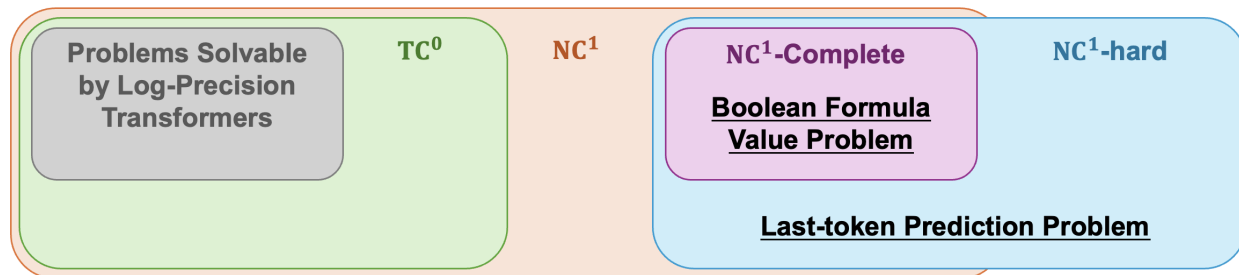 Problems Solvable
by Log-Precision
Transformers
TC⁰
NC¹
NC¹-Complete
Boolean Formula
Value Problem
NC¹-hard
Last-token Prediction Problem